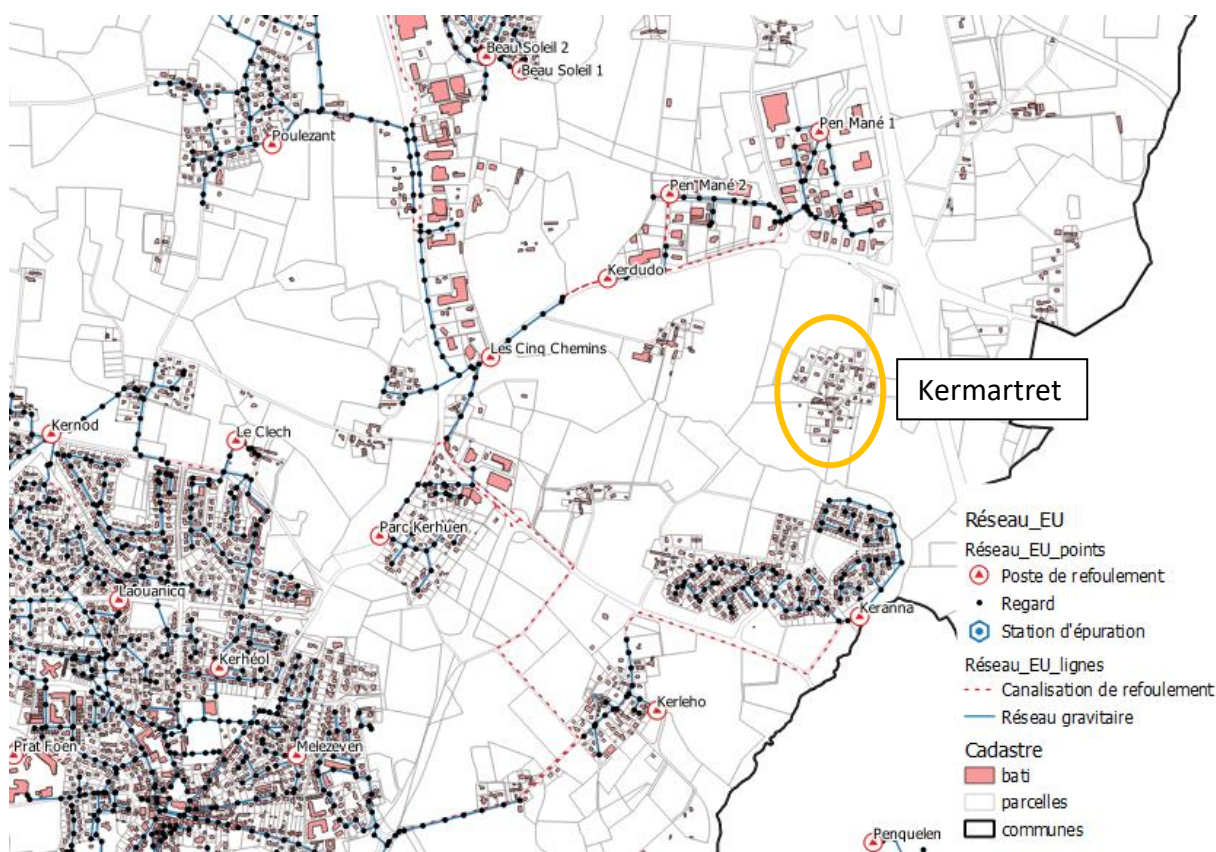 Beau Soleil 2
Beau Soleil 1
Pen Mané 1
Poulezant
Pen Mané 2
Kerdudo
Les Cinq Chemins
Kermartret
Kernod
Le Clech
Parc Kerhuen
Laouanicq
Keranna
Kerhéol
Kerleho
Prat Foen
Melezeven
Penquelen
Réseau_EU
Réseau_EU_points
Poste de refoulement
Regard
Station d'épuration
Réseau_EU_lignes
Canalisation de refoulement
Réseau gravitaire
Cadastre
bati
parcelles
communes